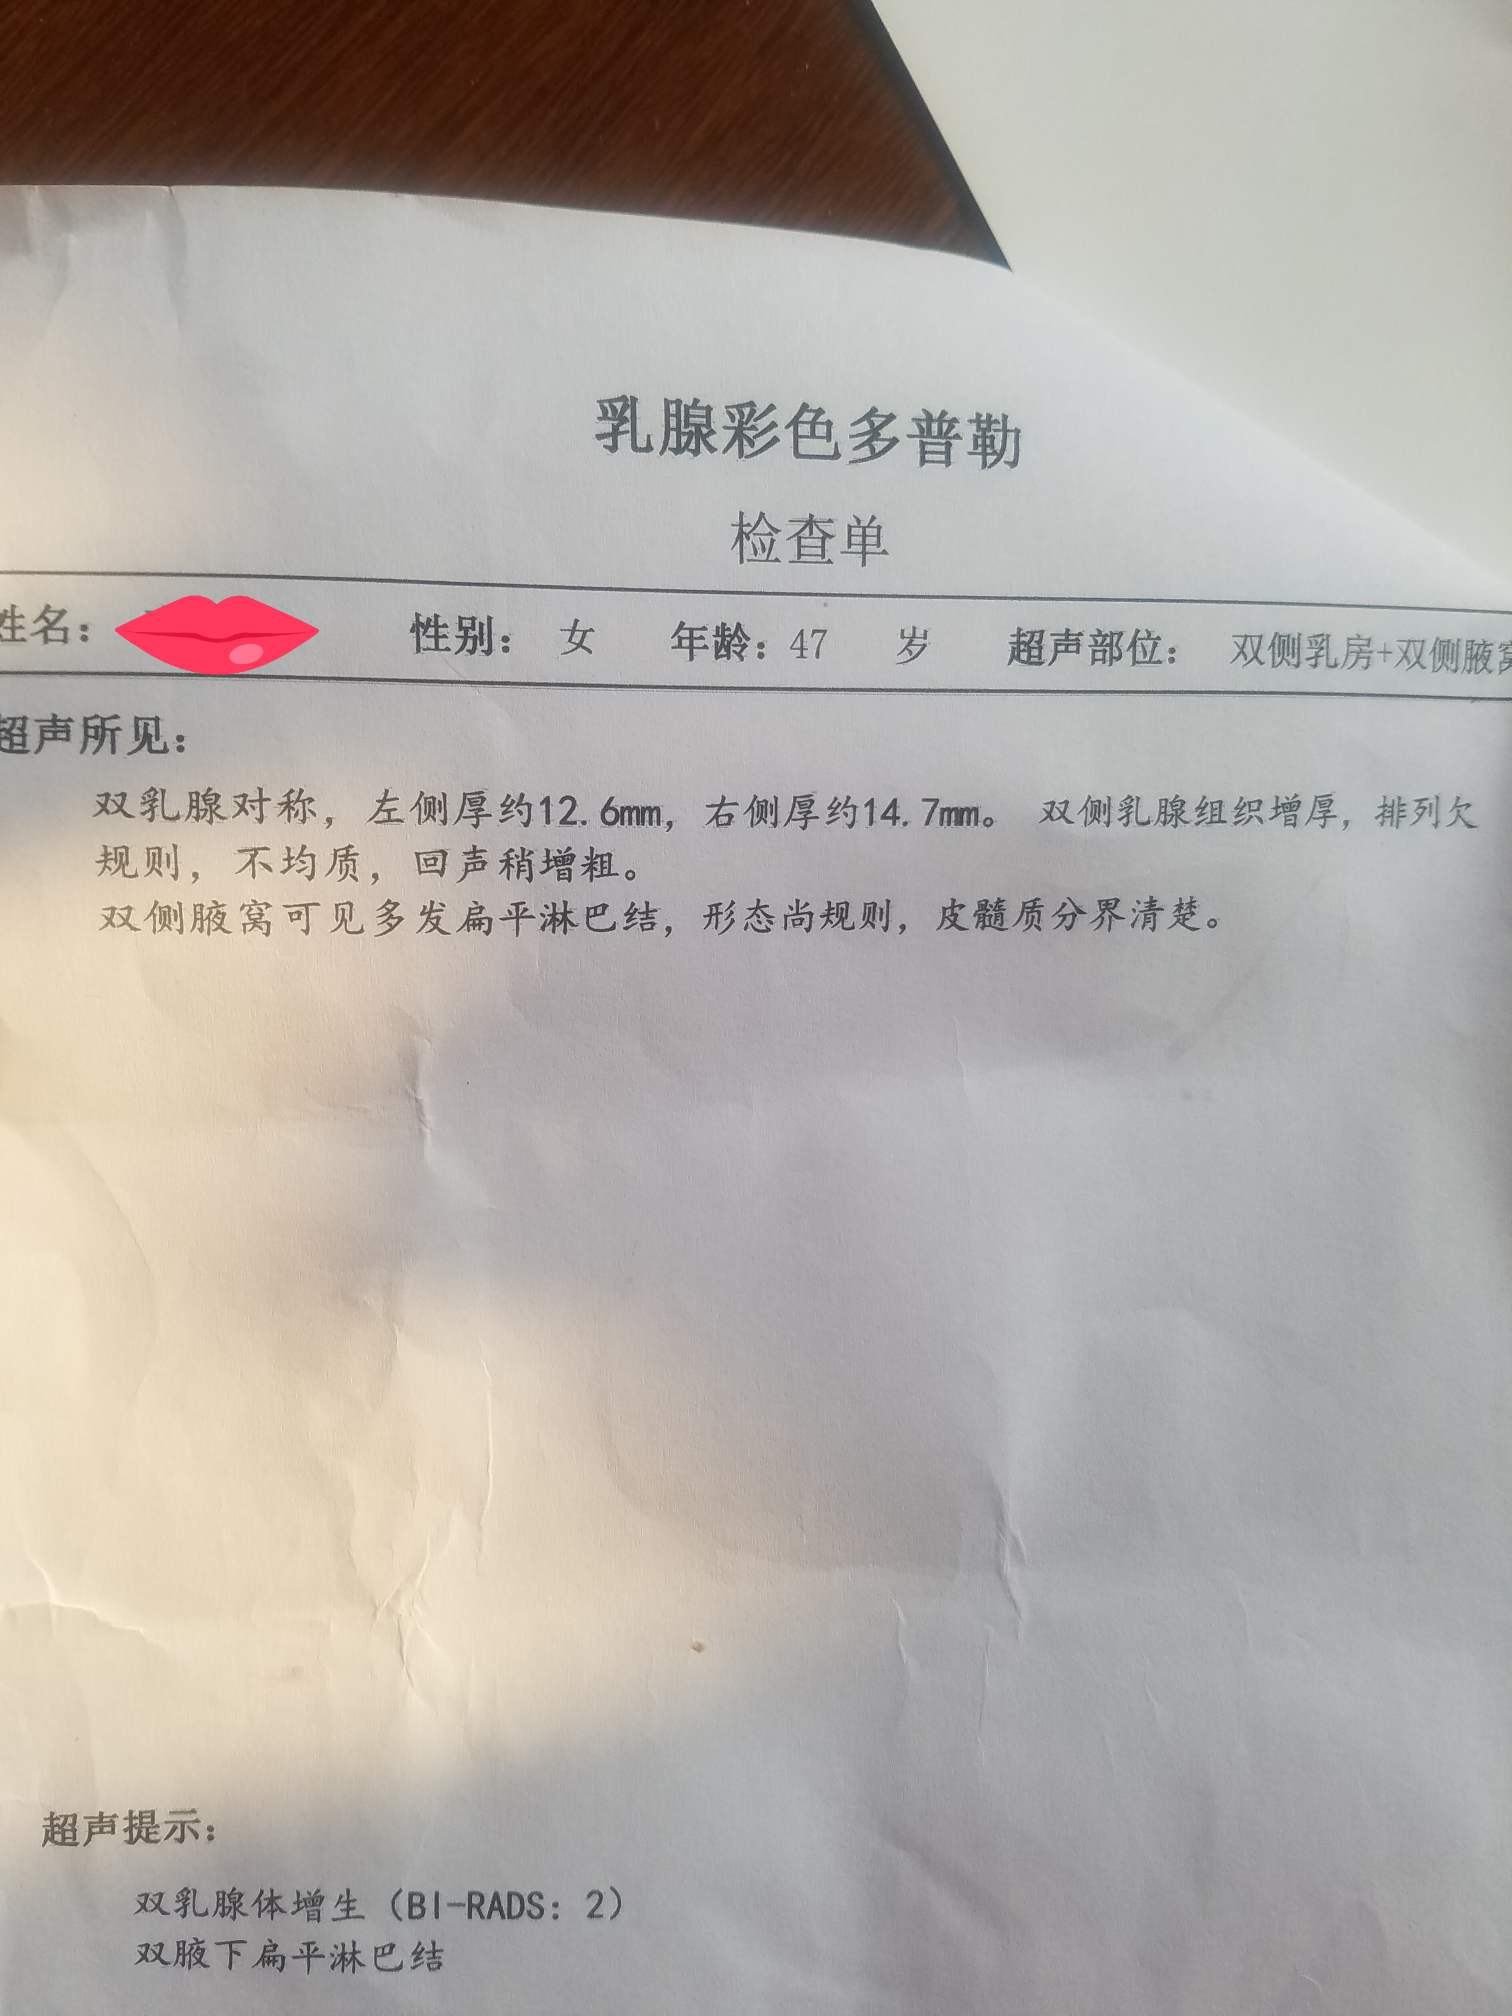 乳腺彩色多普勒
检查单
姓名： 性别： 女 年龄：47 岁 超声部位： 双侧乳房+双侧腋窝
超声所见：
双乳腺对称，左侧厚约12.6mm，右侧厚约14.7mm。 双侧乳腺组织增厚，排列欠
规则，不均质，回声稍增粗。
双侧腋窝可见多发扁平淋巴结，形态尚规则，皮髓质分界清楚。
超声提示：
双乳腺体增生（BI-RADS：2）
双腋下扁平淋巴结